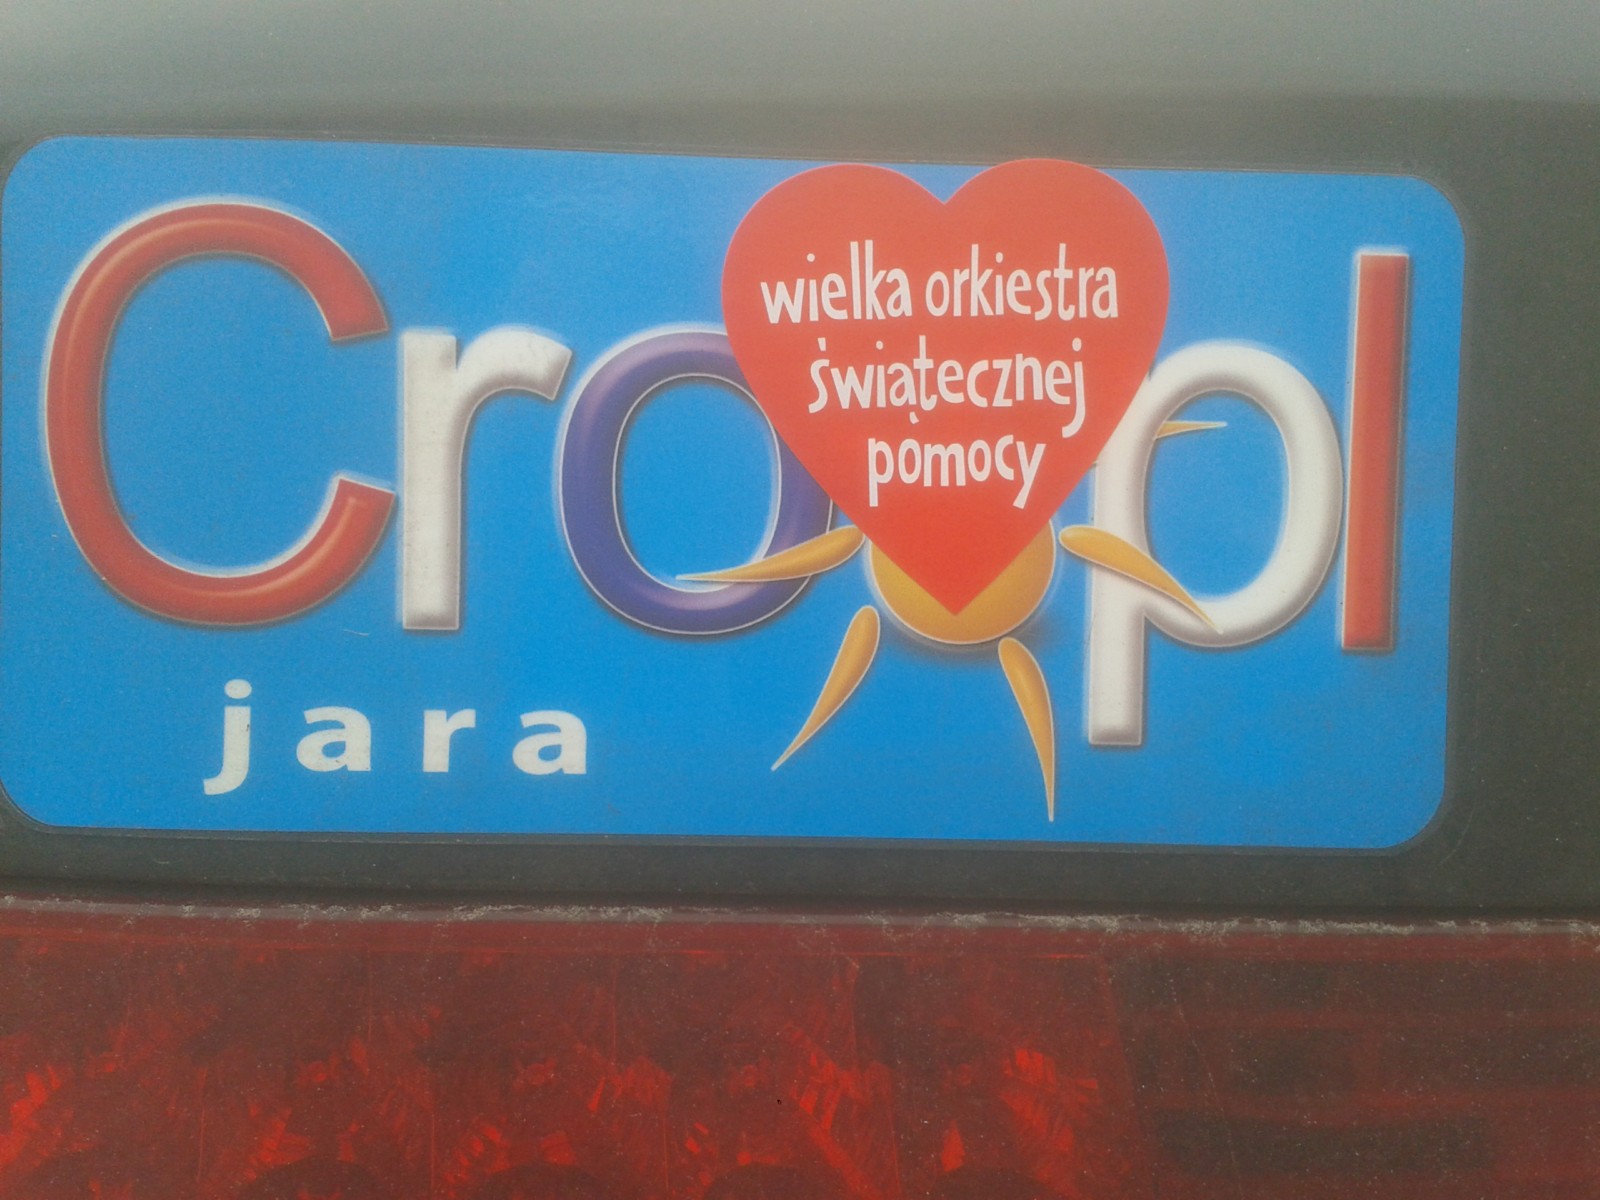 Cro pl
wielka orkiestra
świątecznej
pomocy
jara